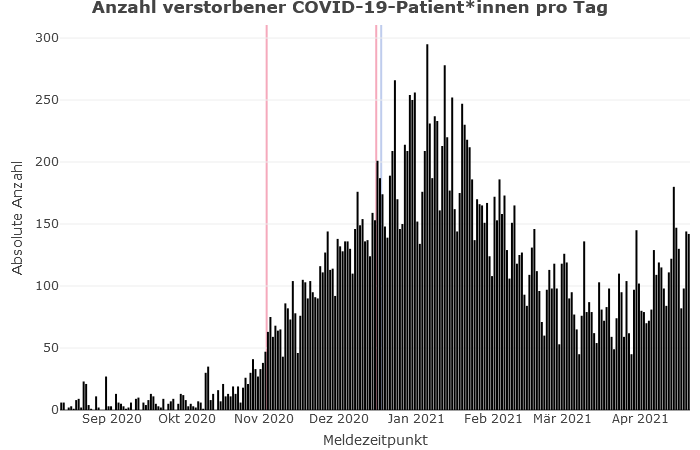 Anzahl verstorbener COVID-19-Patient*innen pro Tag
300
250
200
150
100
50
0
Absolute Anzahl
Sep 2020 Okt 2020 Nov 2020 Dez 2020 Jan 2021 Feb 2021 Mär 2021 Apr 2021
Meldezeitpunkt